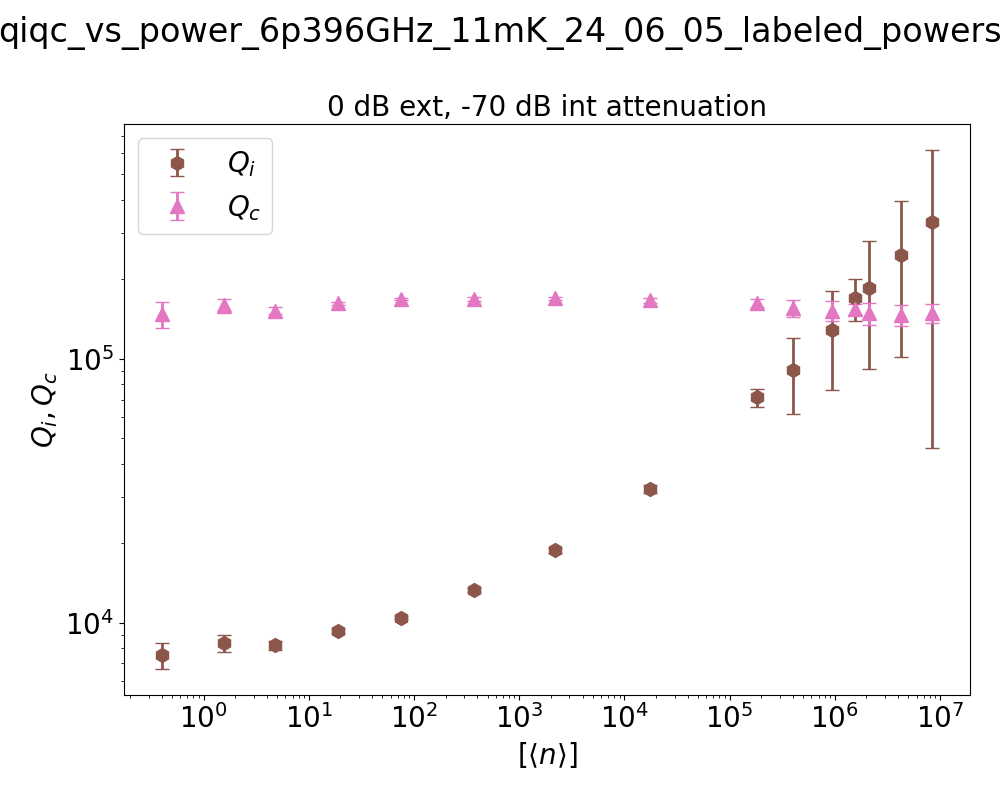 qiqc_vs_power_6p396GHz_11mK_24_06_05_labeled_powers
0 dB ext, -70 dB int attenuation
Q_i
Q_c
Q_i, Q_c
10^5
10^4
10^0 10^1 10^2 10^3 10^4 10^5 10^6 10^7
[⟨n⟩]